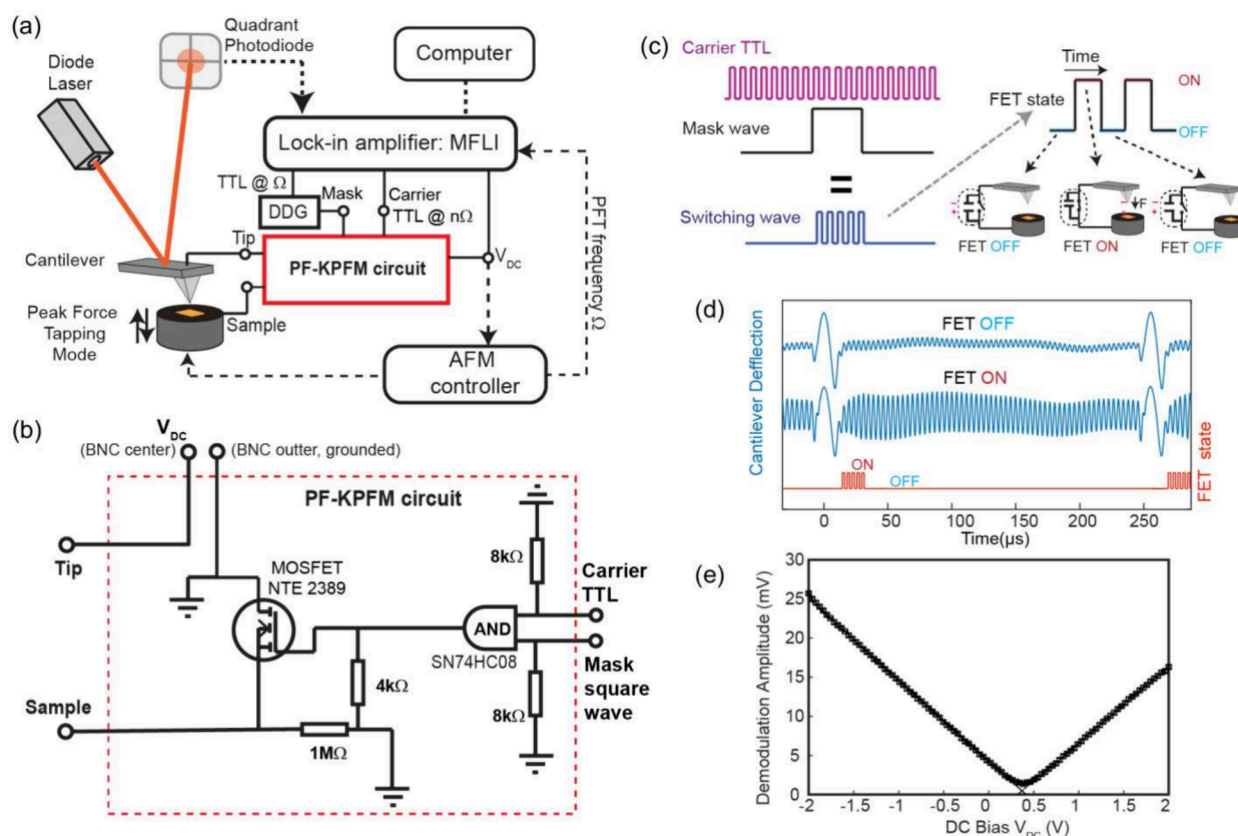 (a)
Quadrant
Photodiode
Diode
Laser
Computer
Lock-in amplifier: MFLI
TTL @ Ω
Mask
Carrier
TTL @ nΩ
DDG
Tip
PF-KPFM circuit
V_DC
Cantilever
Peak Force
Tapping
Mode
Sample
AFM
controller
PFT frequency Ω
(b)
V_DC
(BNC center)
(BNC outter, grounded)
PF-KPFM circuit
Tip
MOSFET
NTE 2389
8kΩ
Carrier
TTL
AND
SN74HC08
Mask
square
wave
4kΩ
8kΩ
Sample
1MΩ
(c)
Carrier TTL
Mask wave
=
Switching wave
Time
FET state
ON
OFF
F
FET OFF
FET ON
FET OFF
(d)
Cantilever Defflection
FET OFF
FET ON
ON
OFF
FET state
0
50
100
150
200
250
Time(µs)
(e)
Demodulation Amplitude (mV)
30
25
20
15
10
5
0
-2
-1.5
-1
-0.5
0
0.5
1
1.5
2
DC Bias V_DC (V)